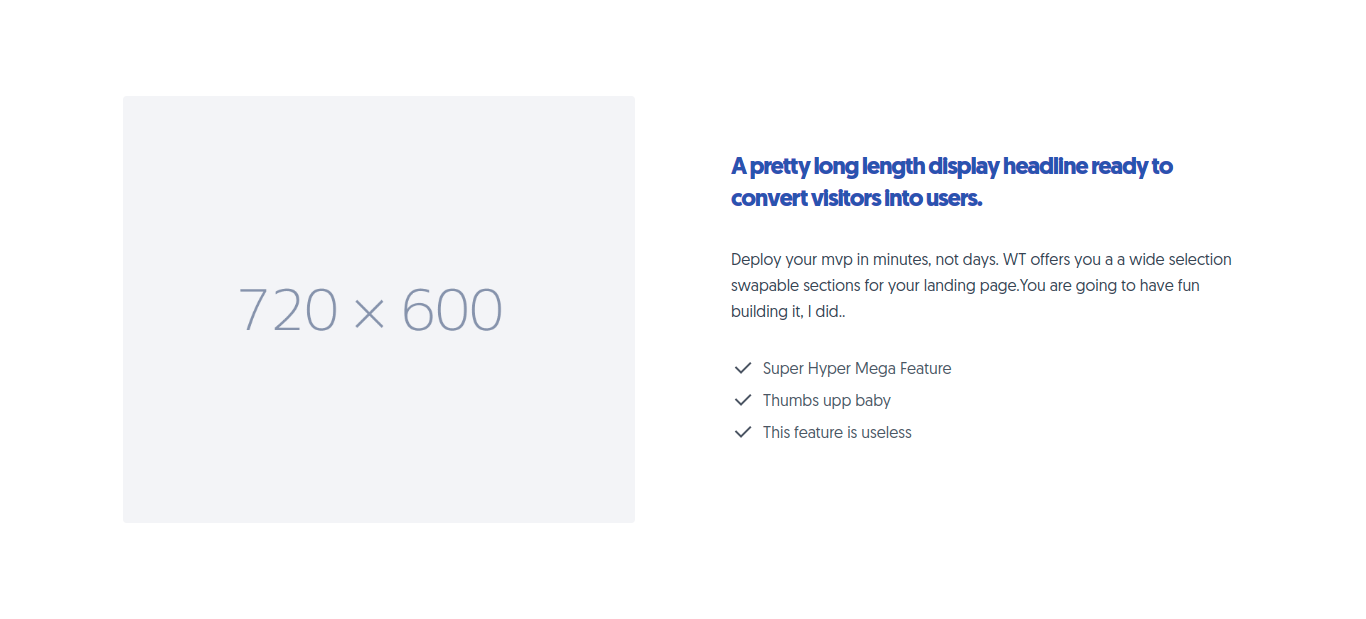 720 × 600
A pretty long length display headline ready to
convert visitors into users.
Deploy your mvp in minutes, not days. WT offers you a a wide selection
swapable sections for your landing page.You are going to have fun
building it, I did..
Super Hyper Mega Feature
Thumbs upp baby
This feature is useless